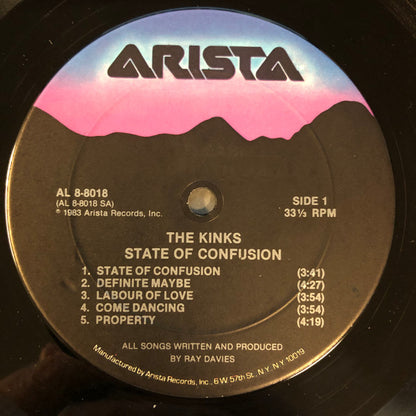 ARISTA
AL 8-8018
(AL 8-8018 SA)
℗ 1983 Arista Records, Inc.
SIDE 1
33⅓ RPM
THE KINKS
STATE OF CONFUSION
1. STATE OF CONFUSION (3:41)
2. DEFINITE MAYBE (4:27)
3. LABOUR OF LOVE (3:54)
4. COME DANCING (3:54)
5. PROPERTY (4:19)
ALL SONGS WRITTEN AND PRODUCED
BY RAY DAVIES
Manufactured by Arista Records, Inc., 6 W 57th St., N.Y. N.Y 10019